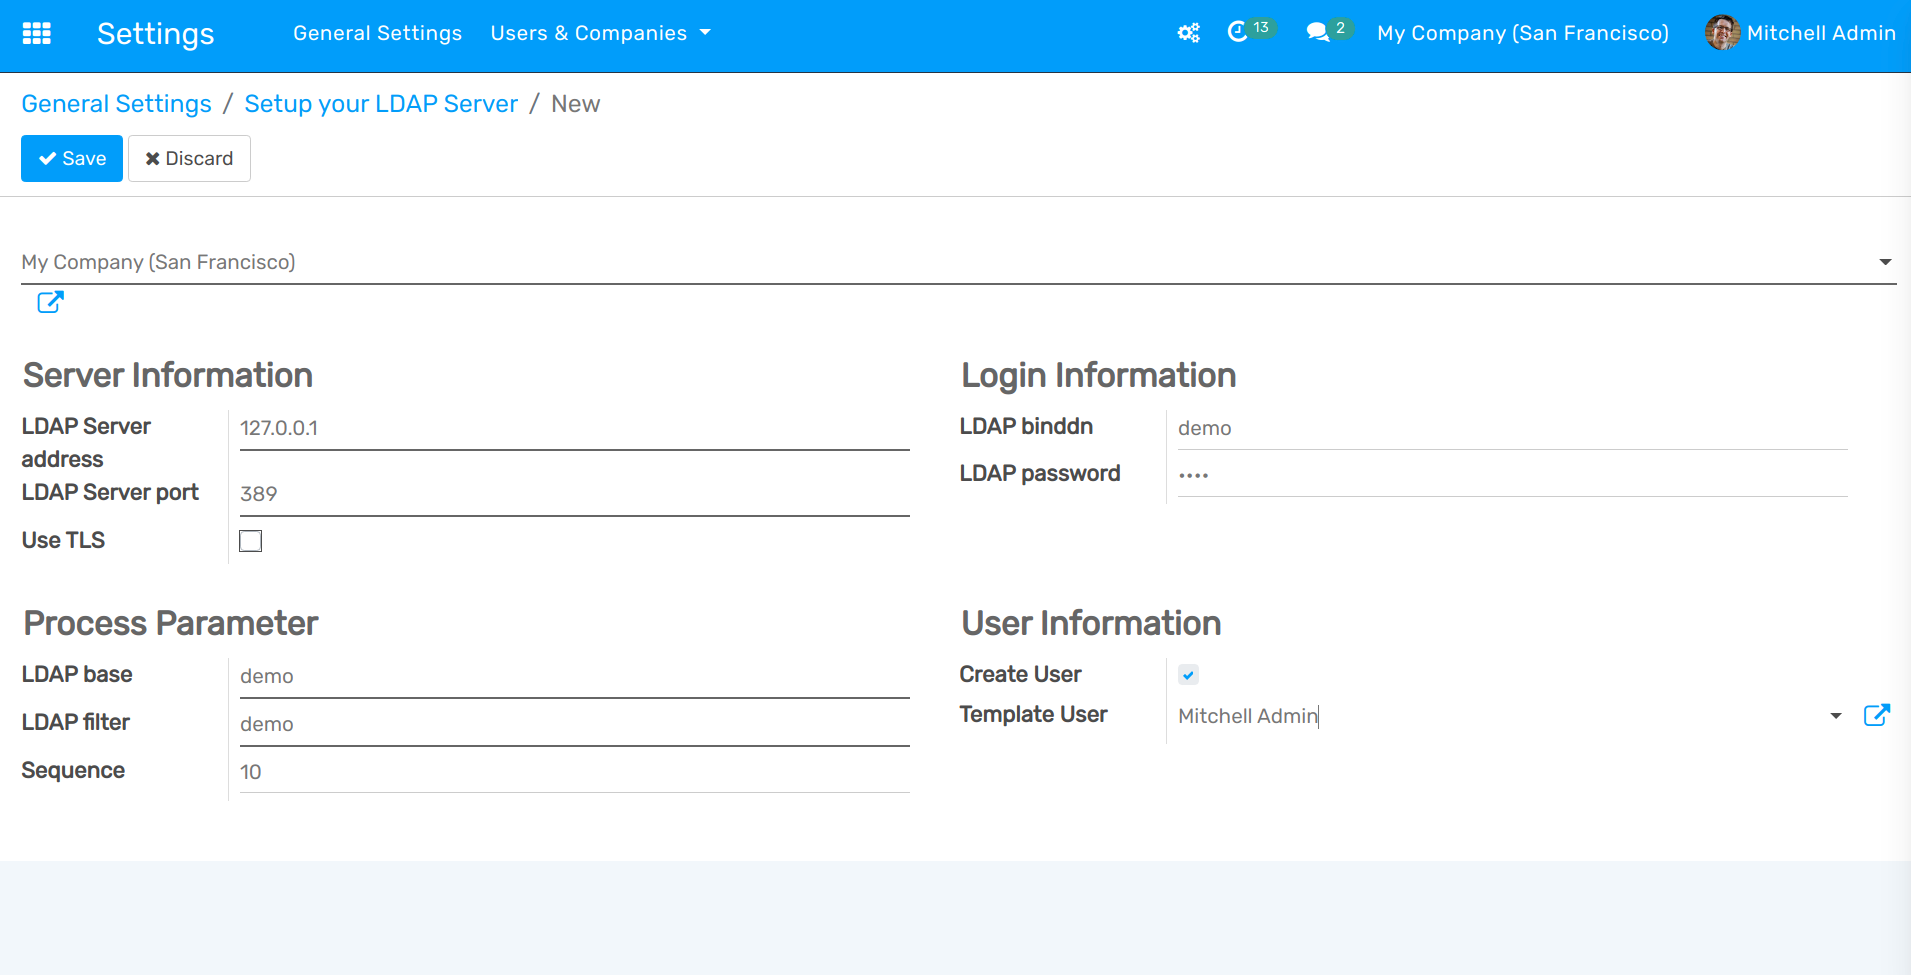 Settings General Settings Users & Companies 13 2 My Company (San Francisco) Mitchell Admin
General Settings / Setup your LDAP Server / New
Save Discard
My Company (San Francisco)
Server Information
LDAP Server address 127.0.0.1
LDAP Server port 389
Use TLS
Login Information
LDAP binddn demo
LDAP password ••••
Process Parameter
LDAP base demo
LDAP filter demo
Sequence 10
User Information
Create User
Template User Mitchell Admin